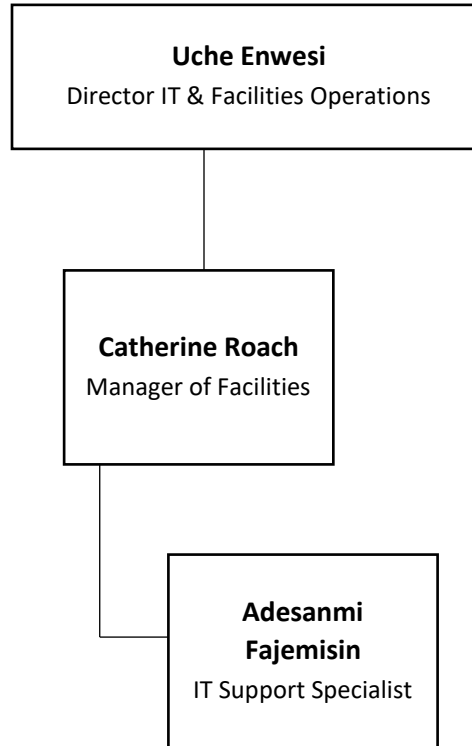 Uche Enwesi
Director IT & Facilities Operations
Catherine Roach
Manager of Facilities
Adesanmi
Fajemisin
IT Support Specialist